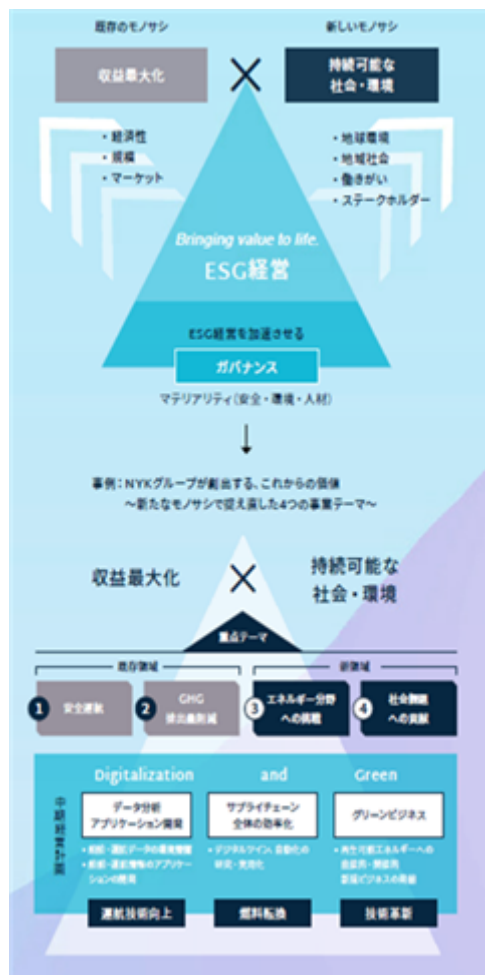 既存のモノサシ
新しいモノサシ
収益最大化
×
持続可能な
社会・環境
・経済性
・規模
・マーケット
・地球環境
・地域社会
・働きがい
・ステークホルダー
Bringing value to life.
ESG経営
ESG経営を加速させる
ガバナンス
マテリアリティ（安全・環境・人材）
事例：NYKグループが創出する、これからの価値
～新たなモノサシで捉え直した4つの事業テーマ～
収益最大化
×
持続可能な
社会・環境
重点テーマ
既存領域
新領域
1 安全運航
2 GHG
排出量削減
3 エネルギー分野
への挑戦
4 社会課題
への貢献
Digitalization and Green
中期経営計画
データ分析
アプリケーション開発
サプライチェーン
全体の効率化
グリーンビジネス
・デジタルツイン、自動化の
研究・実用化
・再生可能エネルギーへの
運航技術向上
燃料転換
技術革新